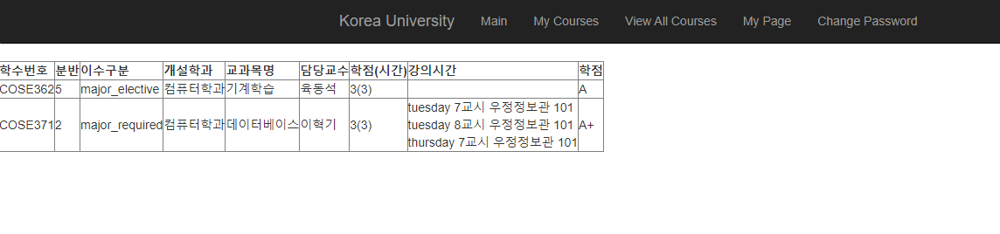 Korea University Main My Courses View All Courses My Page Change Password
학수번호 분반 이수구분 개설학과 교과목명 담당교수 학점(시간) 강의시간 학점
COSE362 5 major_elective 컴퓨터학과 기계학습 육동석 3(3) A
tuesday 7교시 우정정보관 101
COSE371 2 major_required 컴퓨터학과 데이터베이스 이혁기 3(3) tuesday 8교시 우정정보관 101 A+
thursday 7교시 우정정보관 101